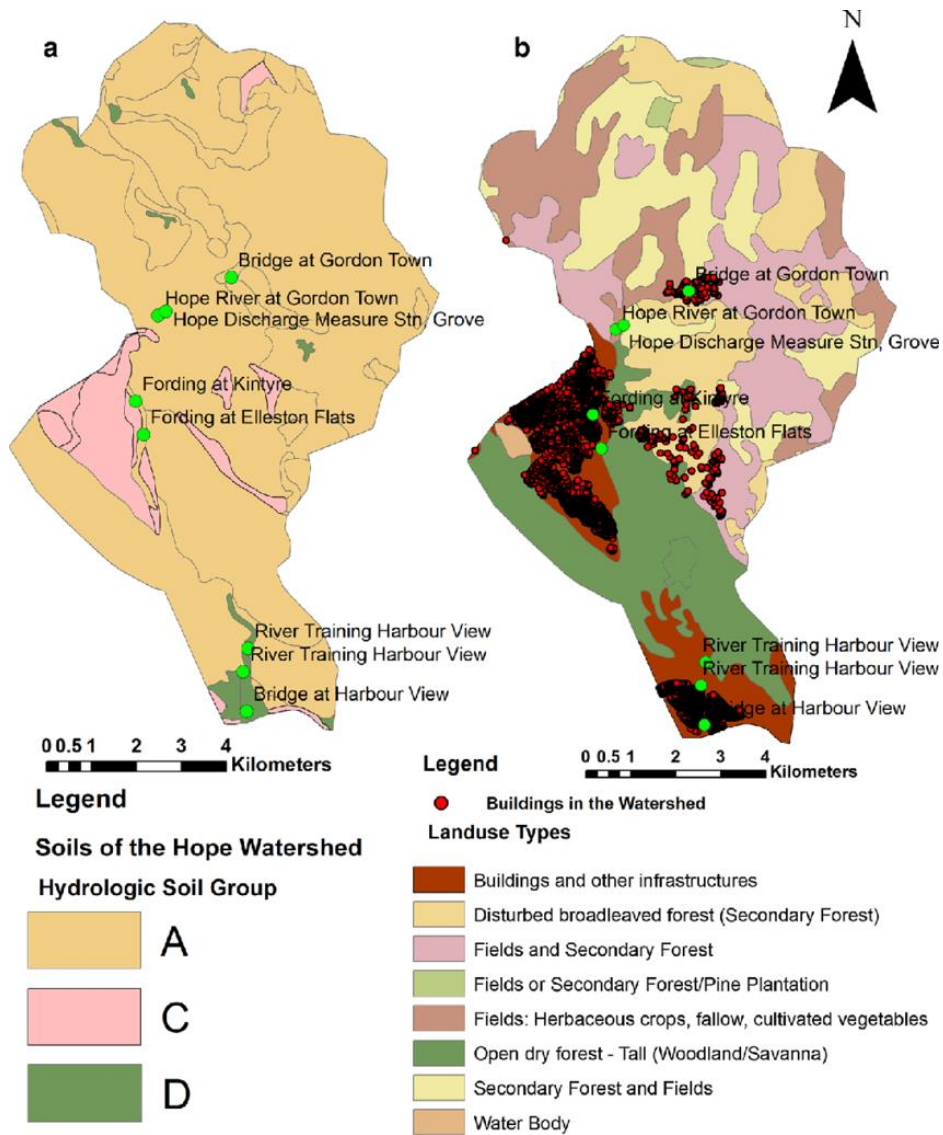 a
b
N
Bridge at Gordon Town
Hope River at Gordon Town
Hope Discharge Measure Stn, Grove
Fording at Kintyre
Fording at Elleston Flats
River Training Harbour View
River Training Harbour View
Bridge at Harbour View
0 0.5 1 2 3 4
Kilometers
Bridge at Gordon Town
Hope River at Gordon Town
Hope Discharge Measure Stn, Grove
Fording at Kintyre
Fording at Elleston Flats
River Training Harbour View
River Training Harbour View
Bridge at Harbour View
0 0.5 1 2 3 4
Kilometers
Legend
Soils of the Hope Watershed
Hydrologic Soil Group
A
C
D
Legend
Buildings in the Watershed
Landuse Types
Buildings and other infrastructures
Disturbed broadleaved forest (Secondary Forest)
Fields and Secondary Forest
Fields or Secondary Forest/Pine Plantation
Fields: Herbaceous crops, fallow, cultivated vegetables
Open dry forest - Tall (Woodland/Savanna)
Secondary Forest and Fields
Water Body